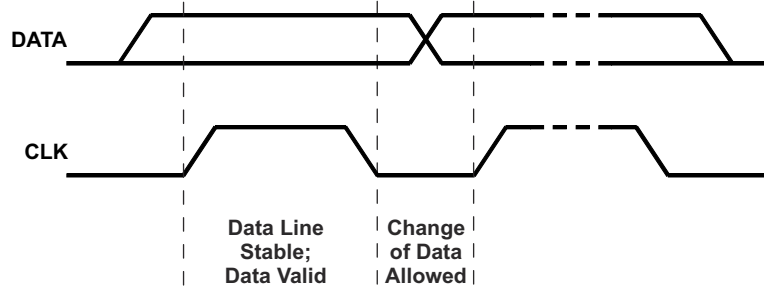 DATA
CLK
Data Line
Stable;
Data Valid
Change
of Data
Allowed